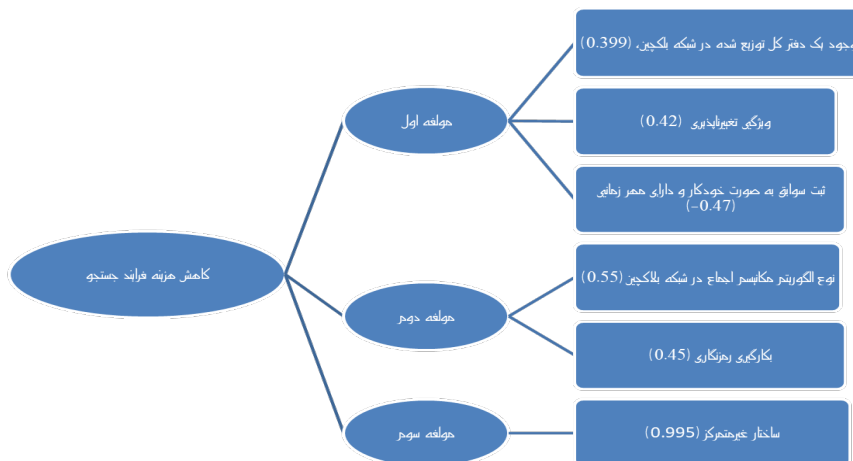 کاهش هزینه فرایند جستجو
مولفه اول
وجود یک دفتر کل توزیع شده در شبکه بلکچین، (0.399)
ویژگی تغییرناپذیری (0.42)
ثبت سوابق به صورت خودکار و دارای مهر زمانی
(-0.47)
مولفه دوم
نوع الگوریتم مکانیسم اجماع در شبکه بلاکچین (0.55)
بکارگیری رمزنگاری (0.45)
مولفه سوم
ساختار غیرمتمرکز (0.995)